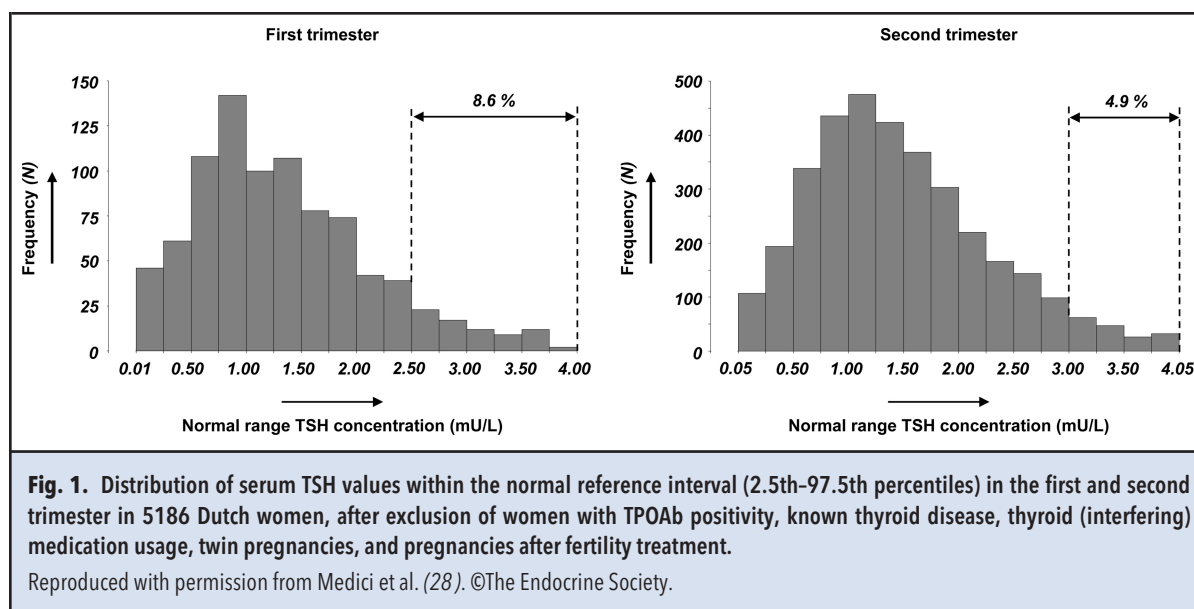 First trimester
150
125
100
75
50
25
0
Frequency (N)
8.6 %
0.01 0.50 1.00 1.50 2.00 2.50 3.00 3.50 4.00
Normal range TSH concentration (mU/L)
Second trimester
500
400
300
200
100
0
Frequency (N)
4.9 %
0.05 0.50 1.00 1.50 2.00 2.50 3.00 3.50 4.05
Normal range TSH concentration (mU/L)
Fig. 1. Distribution of serum TSH values within the normal reference interval (2.5th–97.5th percentiles) in the first and second
trimester in 5186 Dutch women, after exclusion of women with TPOAb positivity, known thyroid disease, thyroid (interfering)
medication usage, twin pregnancies, and pregnancies after fertility treatment.
Reproduced with permission from Medici et al. (28). ©The Endocrine Society.